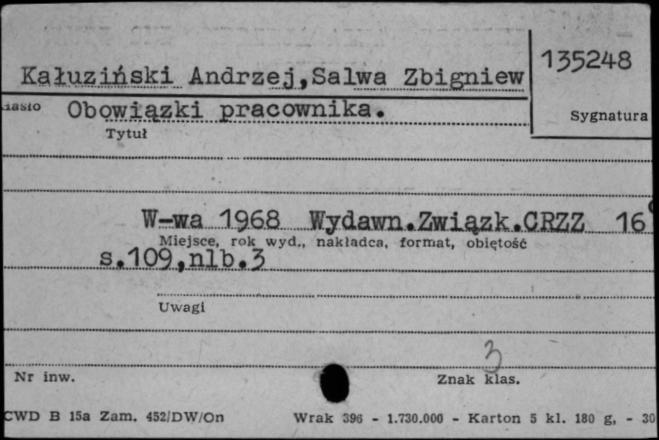 135248
Kałuziński Andrzej,Salwa Zbigniew
Obowiązki pracownika.
Sygnatura
Tytuł
W-wa 1968 Wydawn.Związk.CRZZ 16°
Miejsce, rok wyd., nakładca, format, objętość
s.109,nlb.3
Uwagi
3
Nr inw.
Znak klas.
CWD B 15a Zam. 452/DW/On Wrak 396 - 1.730.000 - Karton 5 kl. 180 g, - 30